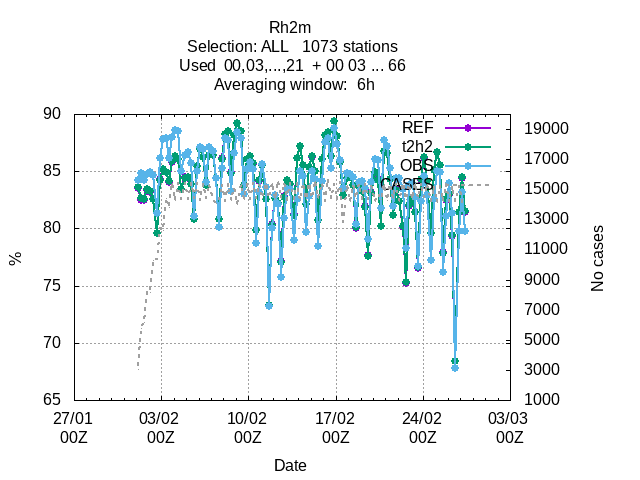 Rh2m
Selection: ALL   1073 stations
Used  00,03,...,21  + 00 03 ... 66
Averaging window:  6h
REF
t2h2
OBS
CASES
90
85
80
75
70
65
%
19000
17000
15000
13000
11000
9000
7000
5000
3000
1000
No cases
27/01 03/02 10/02 17/02 24/02 03/03
00Z 00Z 00Z 00Z 00Z 00Z
Date